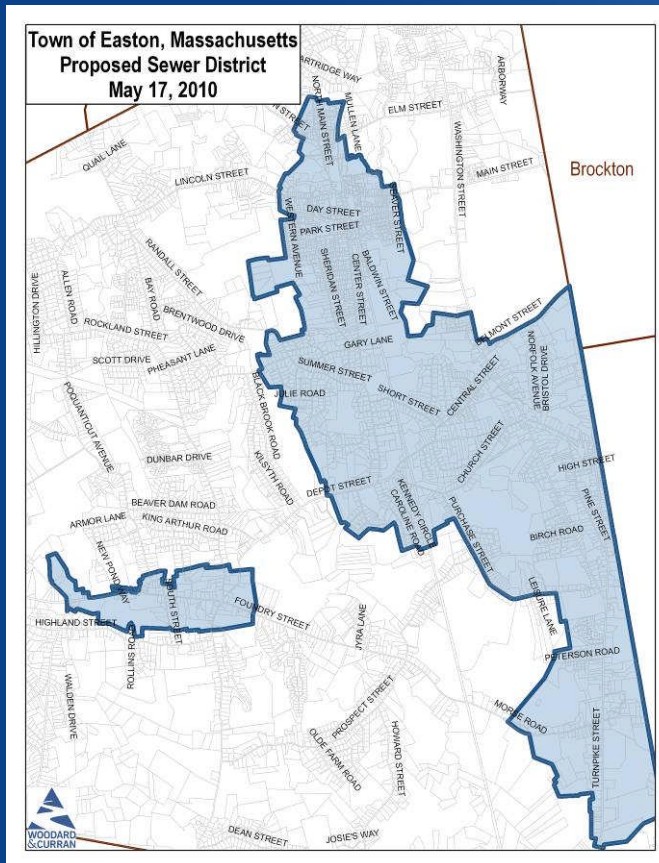 Town of Easton, Massachusetts
Proposed Sewer District
May 17, 2010
ARTRIDGE WAY
NORTH MAIN STREET
MULLEN LANE
ELM STREET
ARBORWAY
WASHINGTON STREET
MAIN STREET
Brockton
QUAIL LANE
LINCOLN STREET
WESTERN AVENUE
DAY STREET
PARK STREET
BEAVER STREET
SHERIDAN STREET
CENTER STREET
BALDWIN STREET
RANDALL STREET
HILLINGTON DRIVE
ALLEN ROAD
BAY ROAD
BRENTWOOD DRIVE
ROCKLAND STREET
SCOTT DRIVE
PHEASANT LANE
GARY LANE
BELMONT STREET
NORFOLK AVENUE
BRISTOL DRIVE
SUMMER STREET
SHORT STREET
CENTRAL STREET
JULIE ROAD
BLACK BROOK ROAD
POQUANTICUT AVENUE
DUNBAR DRIVE
KILSYTH ROAD
CHURCH STREET
HIGH STREET
DEPOT STREET
KENNEDY CIRCL
CAROLINE ROAD
PURCHASE STREET
PINE STREET
BEAVER DAM ROAD
ARMOR LANE
KING ARTHUR ROAD
BIRCH ROAD
NEW POND WAY
SOUTH STREET
FOUNDRY STREET
LEISURE LANE
HIGHLAND STREET
ROLLINS ROAD
JYRA LANE
PETERSON ROAD
WALDEN DRIVE
PROSPECT STREET
MORSE ROAD
OLDE FARM ROAD
HOWARD STREET
TURNPIKE STREET
DEAN STREET
JOSIE'S WAY
WOODARD
&CURRAN